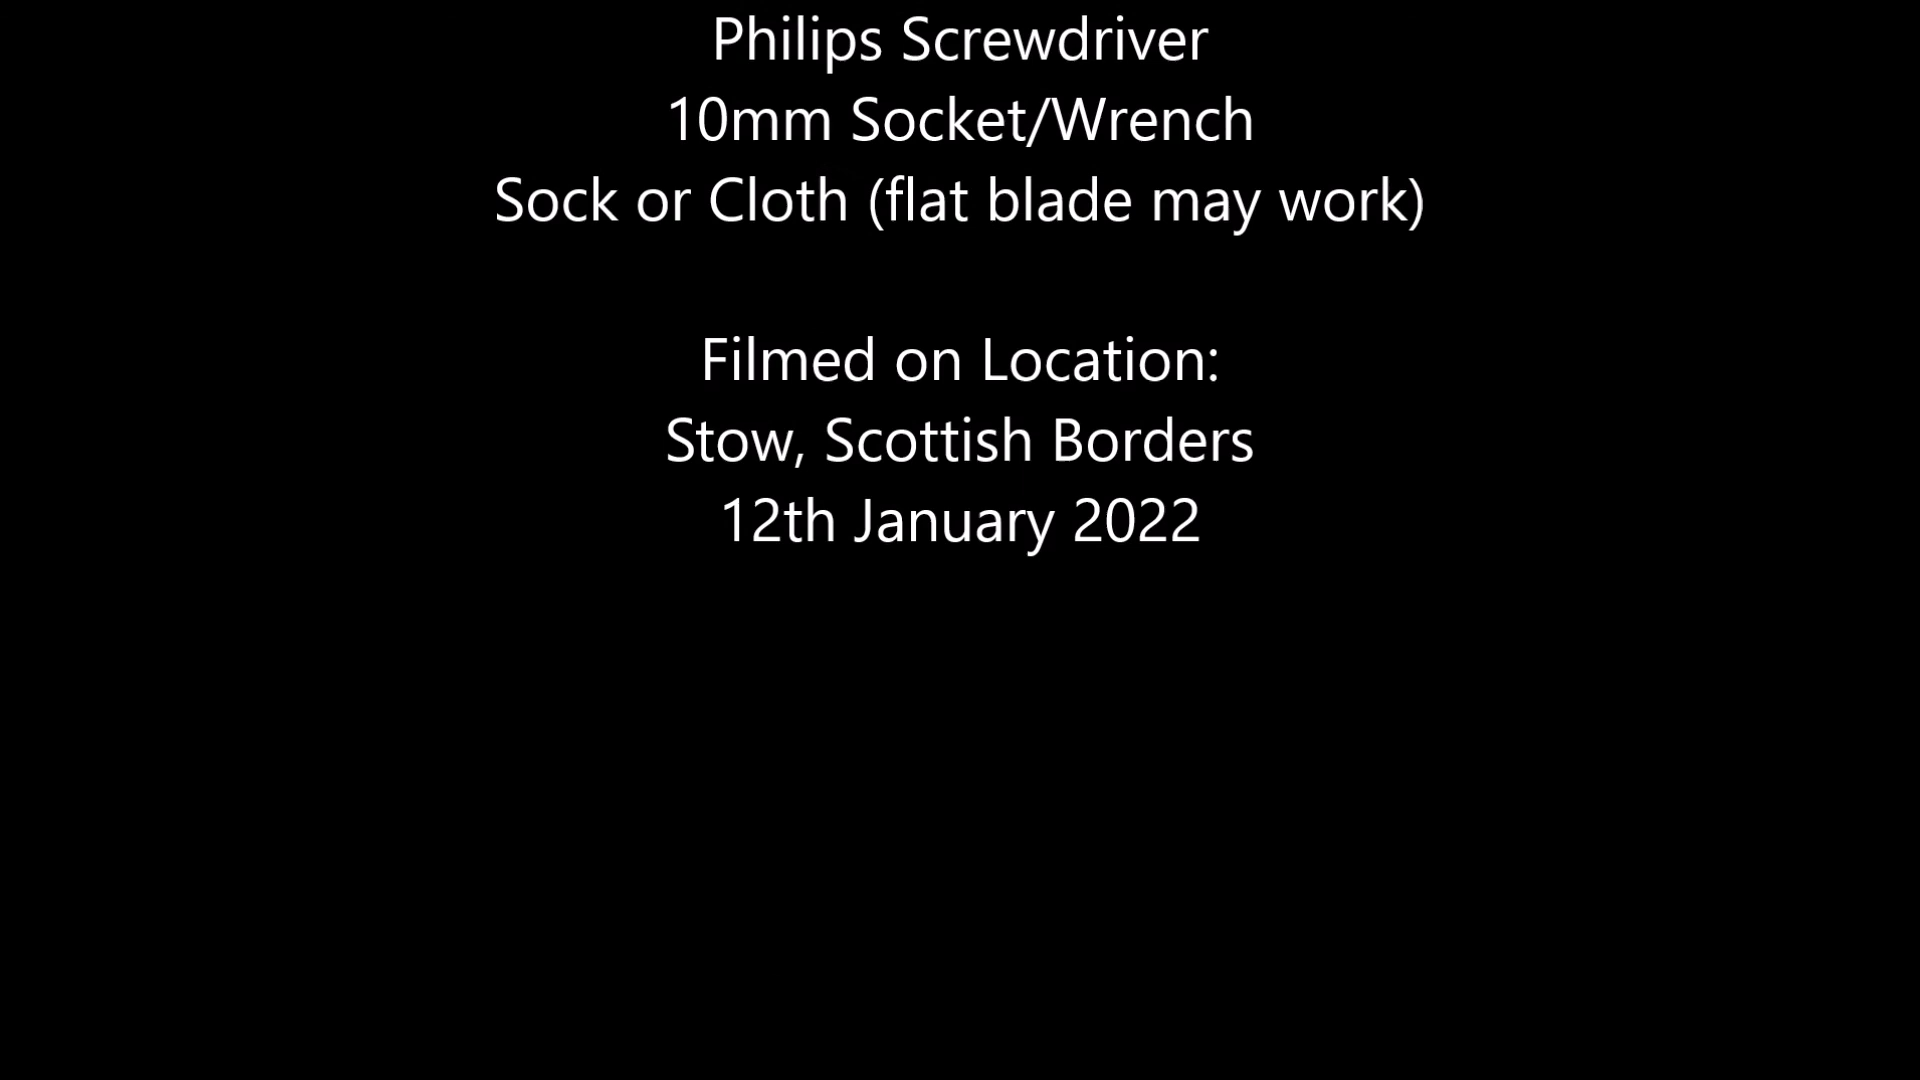 Philips Screwdriver
10mm Socket/Wrench
Sock or Cloth (flat blade may work)
Filmed on Location:
Stow, Scottish Borders
12th January 2022